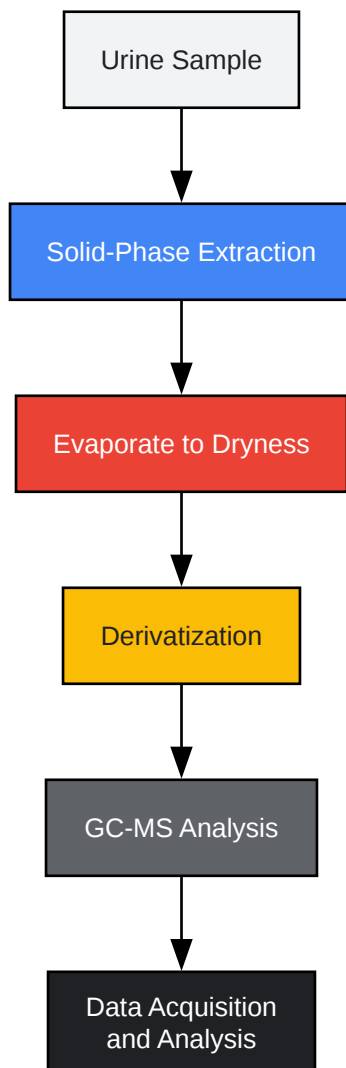 Urine Sample
Solid-Phase Extraction
Evaporate to Dryness
Derivatization
GC-MS Analysis
Data Acquisition
and Analysis